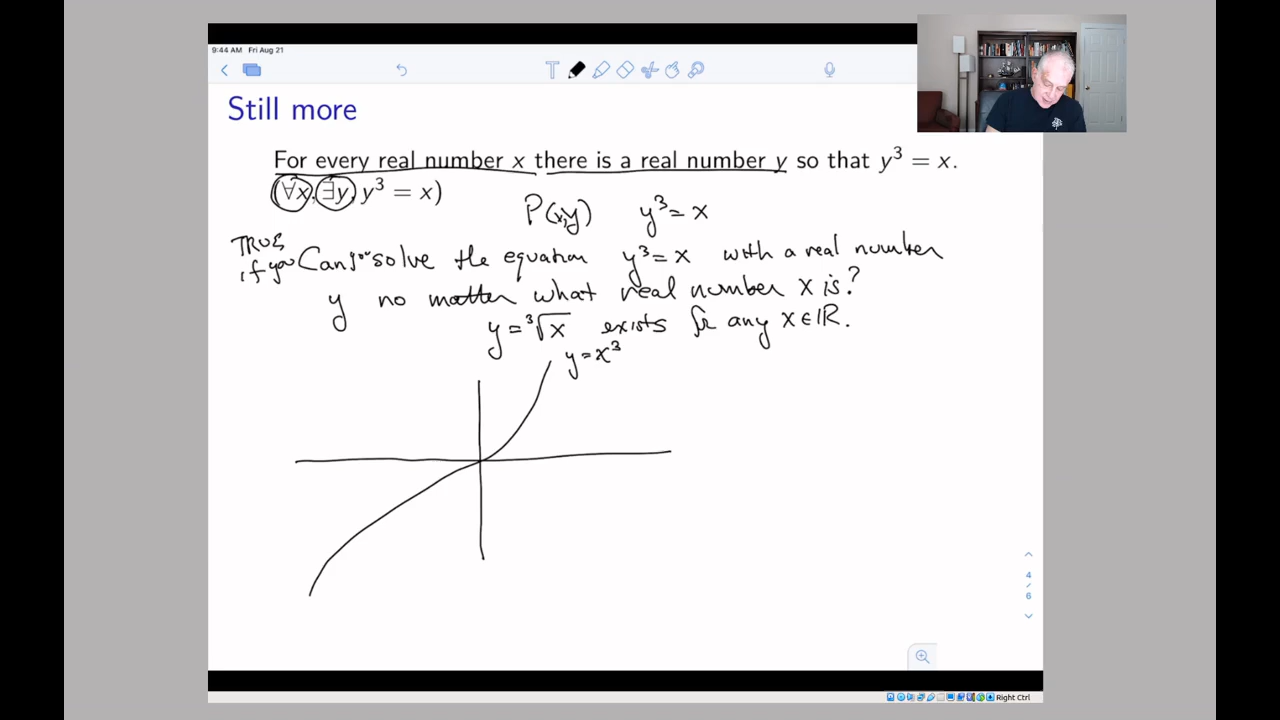 9:44 AM Fri Aug 21
Still more
For every real number x there is a real number y so that y³ = x.
(∀x, ∃y, y³ = x)
P(x,y) y³ = x
TRUE
if you Can you solve the equation y³ = x with a real number
y no matter what real number x is?
y = ³√x exists for any x ∈ ℝ.
y = x³
4
/
6
Right Ctrl